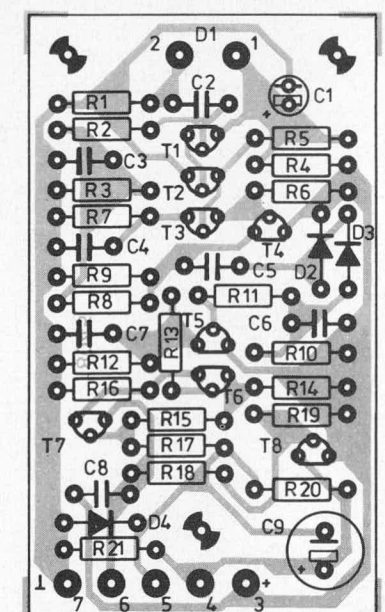 D1
2 1
C2
C1
+
R1
R2
T1
R5
C3
R4
R3
T2
R6
R7
T3
D3
T4
C4
C5
D2
R9
R8
R11
T5
C6
C7
R13
R10
R12
R16
T6
R14
R15
R19
T7
R17
T8
C8
R18
R20
D4
C9
R21
+
⊥ +
7 6 5 4 3